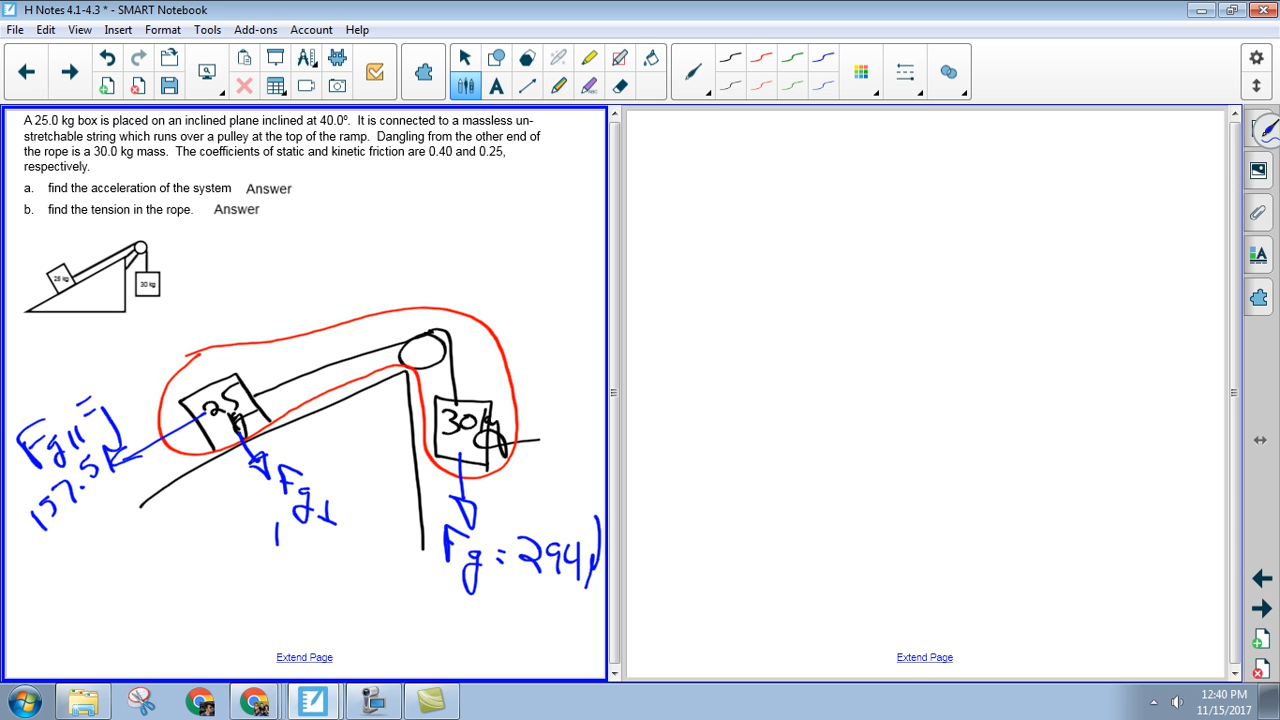 H Notes 4.1-4.3 * - SMART Notebook
File Edit View Insert Format Tools Add-ons Account Help
A 25.0 kg box is placed on an inclined plane inclined at 40.0º. It is connected to a massless un-
stretchable string which runs over a pulley at the top of the ramp. Dangling from the other end of
the rope is a 30.0 kg mass. The coefficients of static and kinetic friction are 0.40 and 0.25,
respectively.
a. find the acceleration of the system Answer
b. find the tension in the rope. Answer
30 kg
25
30 kg
Fg|| =
157.5
Fg⊥
1
Fg = 294 N
Extend Page
Extend Page
12:40 PM
11/15/2017